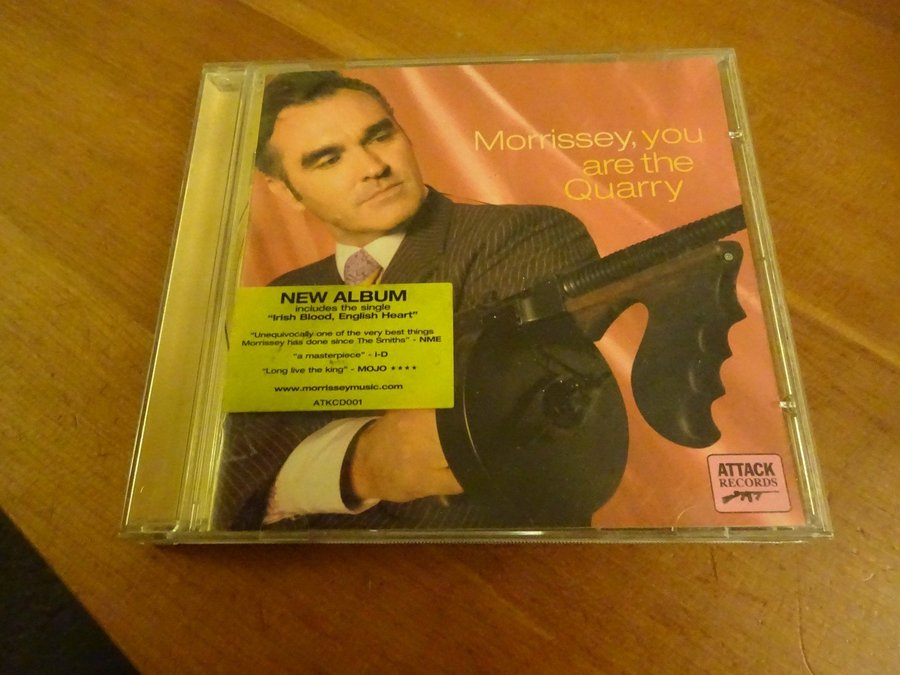 Morrissey, you
are the
Quarry
NEW ALBUM
includes the single
"Irish Blood, English Heart"
"Unequivocally one of the very best things
Morrissey has done since The Smiths" - NME
"a masterpiece" - i-D
"Long live the king" - MOJO ★★★★
www.morrisseymusic.com
ATKCD001
ATTACK
RECORDS